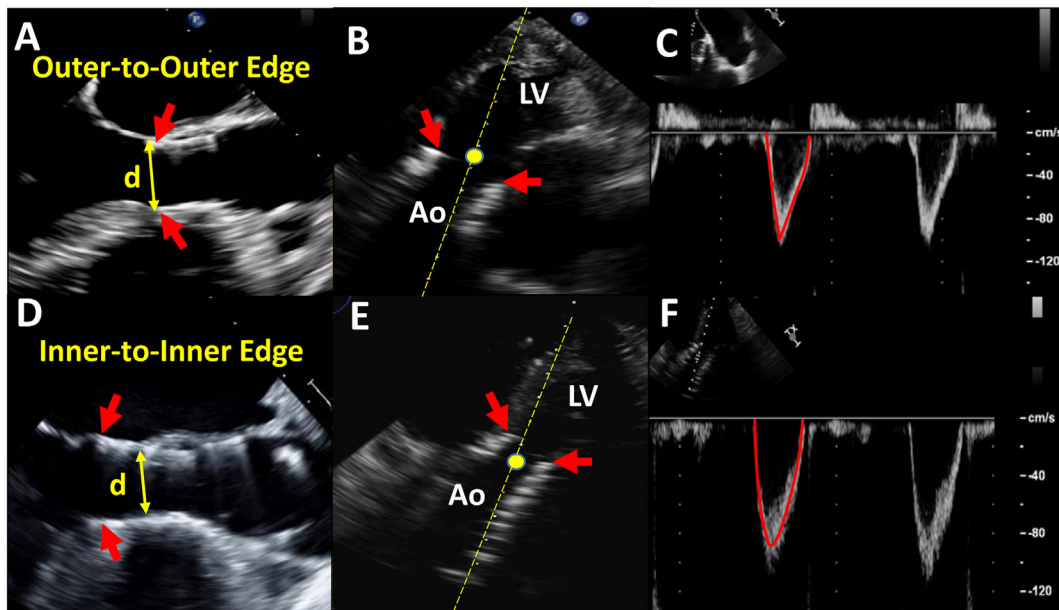 A
Outer-to-Outer Edge
d
B
LV
Ao
C
cm/s
-40
-80
-120
D
Inner-to-Inner Edge
d
E
LV
Ao
F
cm/s
-40
-80
-120